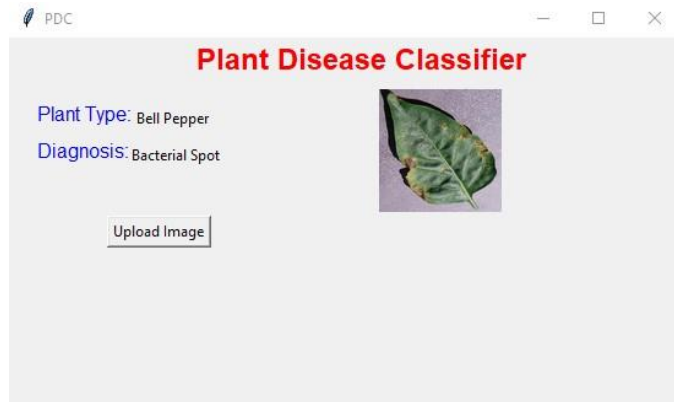 PDC
Plant Disease Classifier
Plant Type: Bell Pepper
Diagnosis: Bacterial Spot
Upload Image